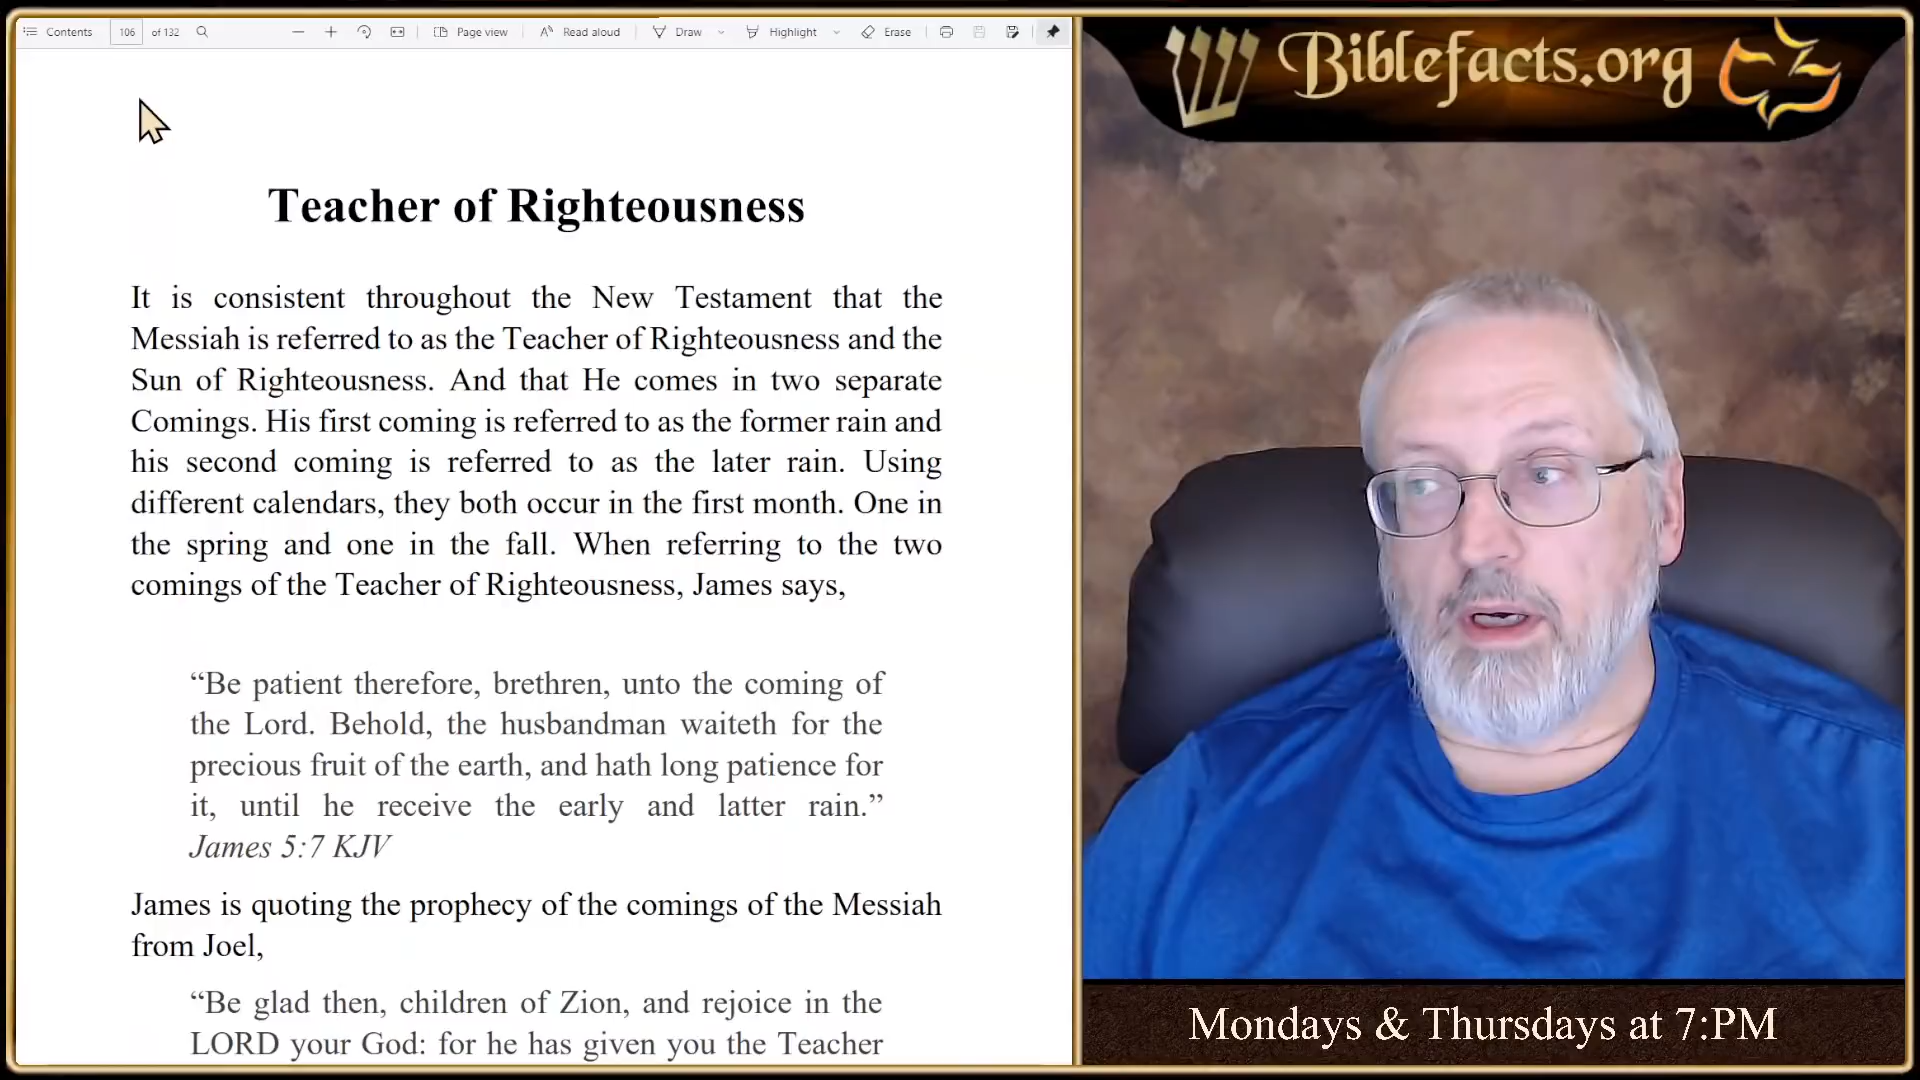 Contents 106 of 132 Page view Read aloud Draw Highlight Erase
Teacher of Righteousness
It is consistent throughout the New Testament that the
Messiah is referred to as the Teacher of Righteousness and the
Sun of Righteousness. And that He comes in two separate
Comings. His first coming is referred to as the former rain and
his second coming is referred to as the later rain. Using
different calendars, they both occur in the first month. One in
the spring and one in the fall. When referring to the two
comings of the Teacher of Righteousness, James says,
“Be patient therefore, brethren, unto the coming of
the Lord. Behold, the husbandman waiteth for the
precious fruit of the earth, and hath long patience for
it, until he receive the early and latter rain.”
James 5:7 KJV
James is quoting the prophecy of the comings of the Messiah
from Joel,
“Be glad then, children of Zion, and rejoice in the
LORD your God: for he has given you the Teacher
ש Biblefacts.org
Mondays & Thursdays at 7:PM